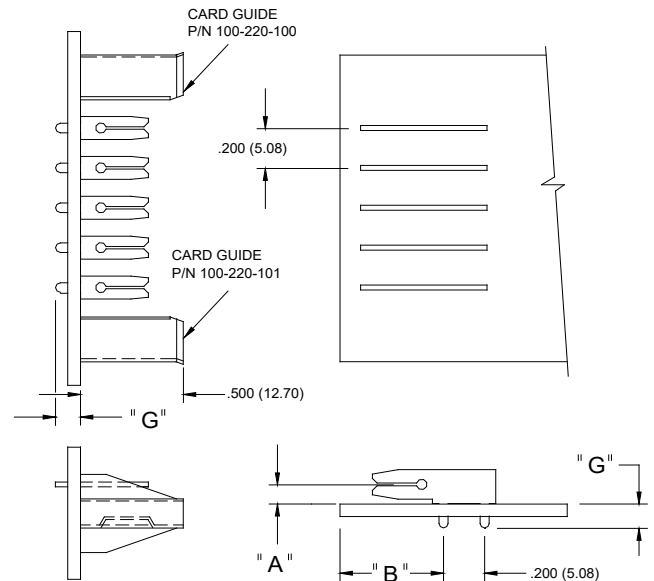 CARD GUIDE
P/N 100-220-100
.200 (5.08)
CARD GUIDE
P/N 100-220-101
.500 (12.70)
"G"
"G"
"A"
"B"
.200 (5.08)